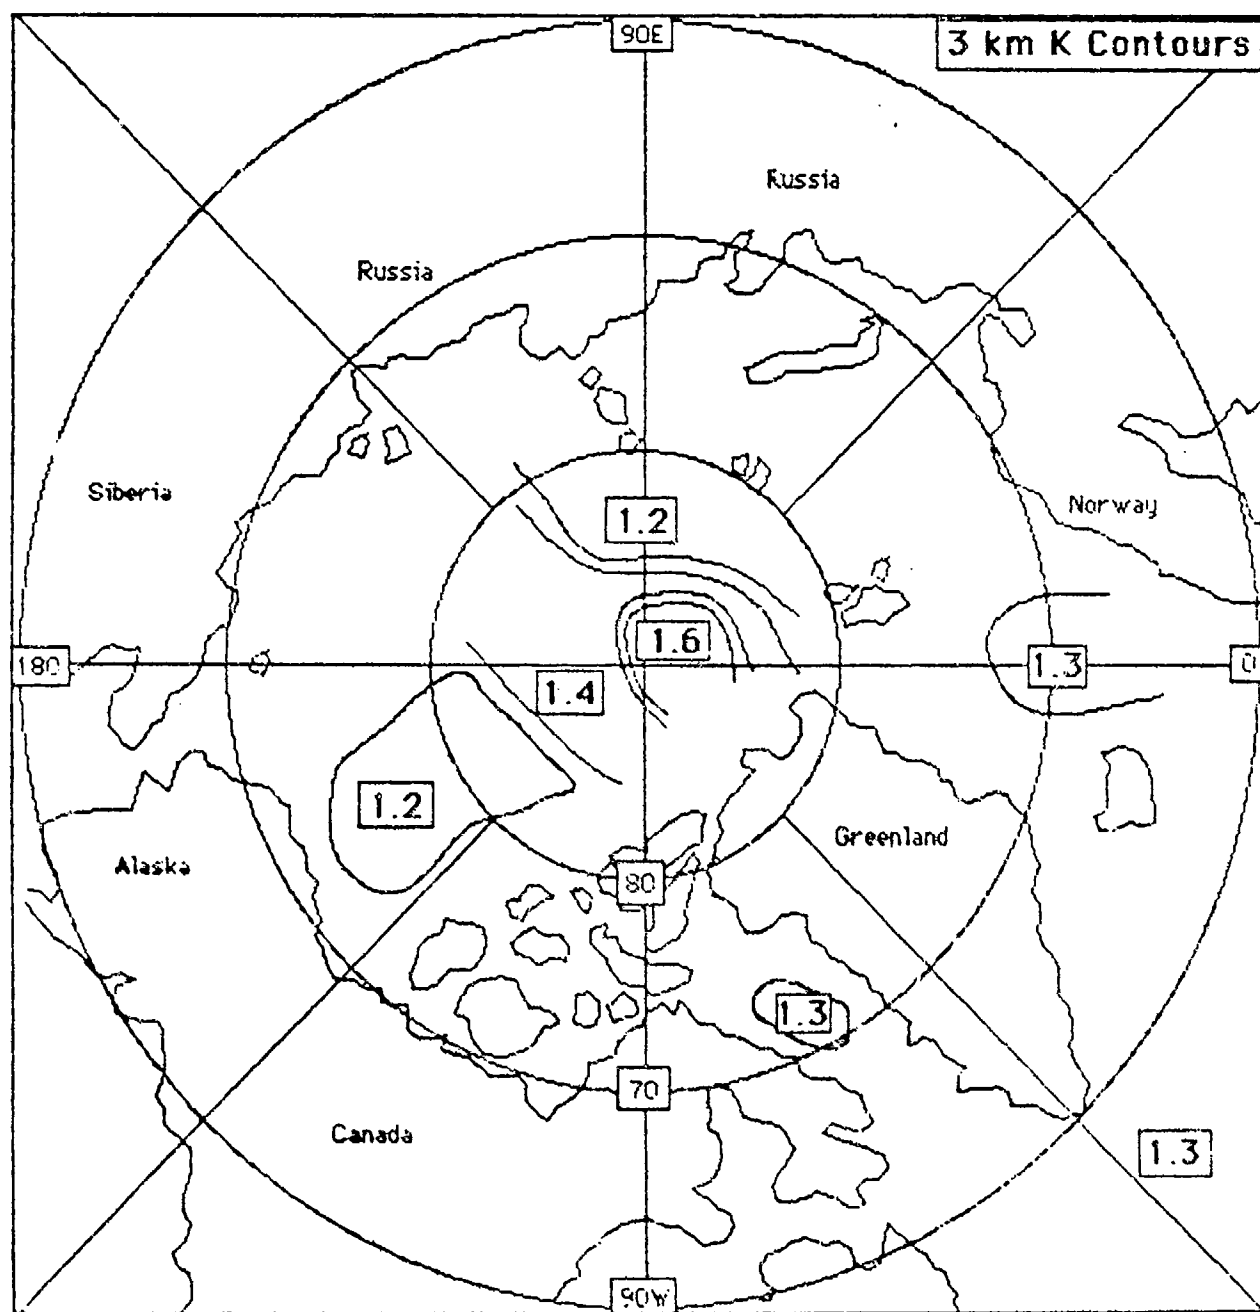 90E
3 km K Contours
Russia
Russia
Siberia
1.2
Norway
1.6
180
1.3
0
1.4
1.2
Greenland
Alaska
80
1.3
70
Canada
1.3
90W